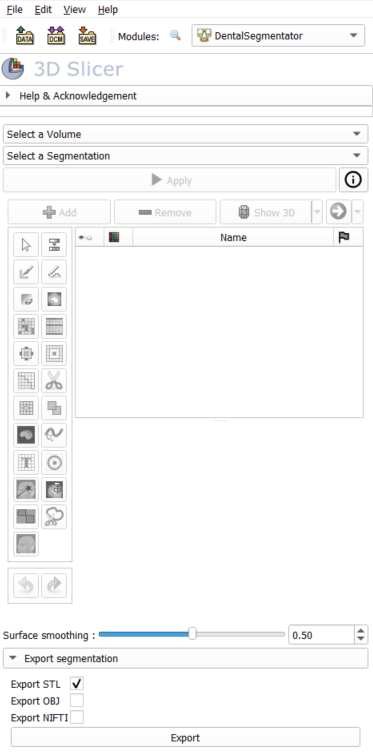 File Edit View Help
DATA DCM SAVE Modules: DentalSegmentator
3D Slicer
Help & Acknowledgement
Select a Volume
Select a Segmentation
Apply
Add Remove Show 3D
Name
Surface smoothing : 0.50
Export segmentation
Export STL
Export OBJ
Export NIFTI
Export